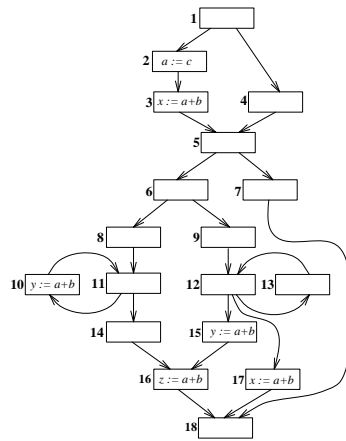 1
2 a := c
3 x := a+b 4
5
6 7
8 9
10 y := a+b 11 12 13
14 15 y := a+b
16 z := a+b 17 x := a+b
18